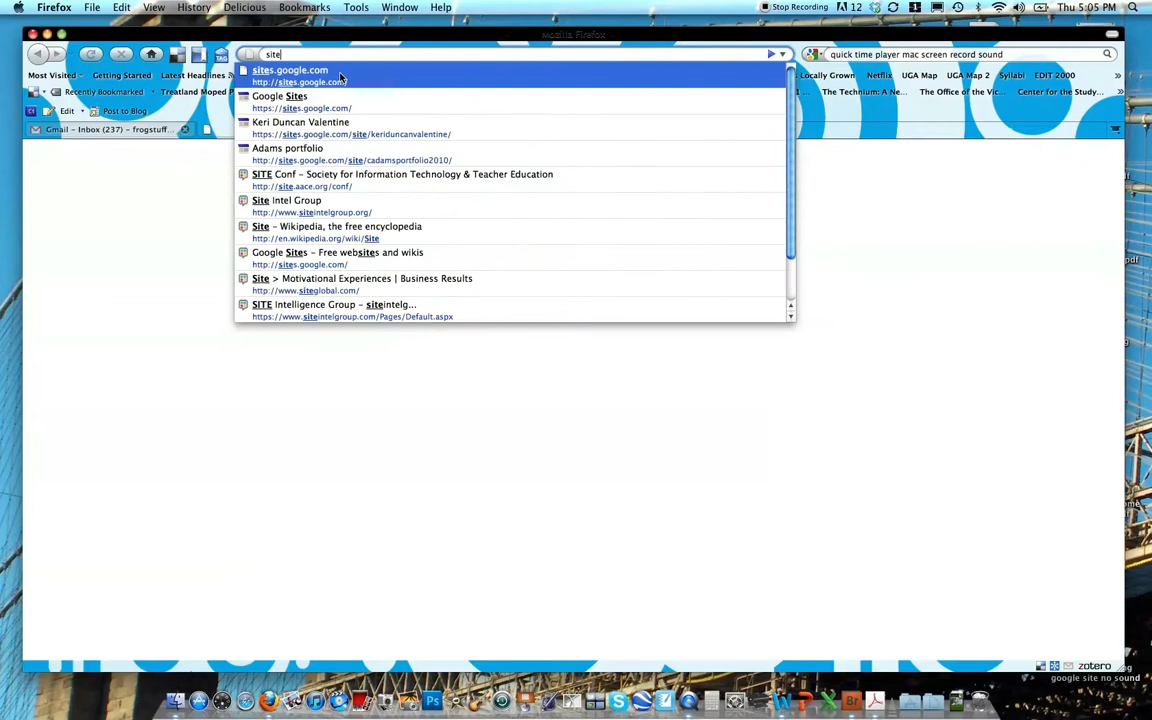 Firefox File Edit View History Delicious Bookmarks Tools Window Help Stop Recording 12 Thu 5:05 PM
Mozilla Firefox
site quick time player mac screen record sound
Most Visited Getting Started Latest Headlines Locally Grown Netflix UGA Map UGA Map 2 Syllabi EDIT 2000 »
Recently Bookmarked Treatland Moped P... The Technium: A Ne... The Office of the Vic... Center for the Study...
Edit Post to Blog
Gmail - Inbox (237) - frogstuff...
sites.google.com
http://sites.google.com/
Google Sites
https://sites.google.com/
Keri Duncan Valentine
https://sites.google.com/site/keriduncanvalentine/
Adams portfolio
http://sites.google.com/site/cadamsportfolio2010/
SITE Conf - Society for Information Technology & Teacher Education
http://site.aace.org/conf/
Site Intel Group
http://www.siteintelgroup.org/
Site - Wikipedia, the free encyclopedia
http://en.wikipedia.org/wiki/Site
Google Sites - Free websites and wikis
http://sites.google.com/
Site > Motivational Experiences | Business Results
http://www.siteglobal.com/
SITE Intelligence Group - siteintelg...
https://www.siteintelgroup.com/Pages/Default.aspx
zotero
google site no sound